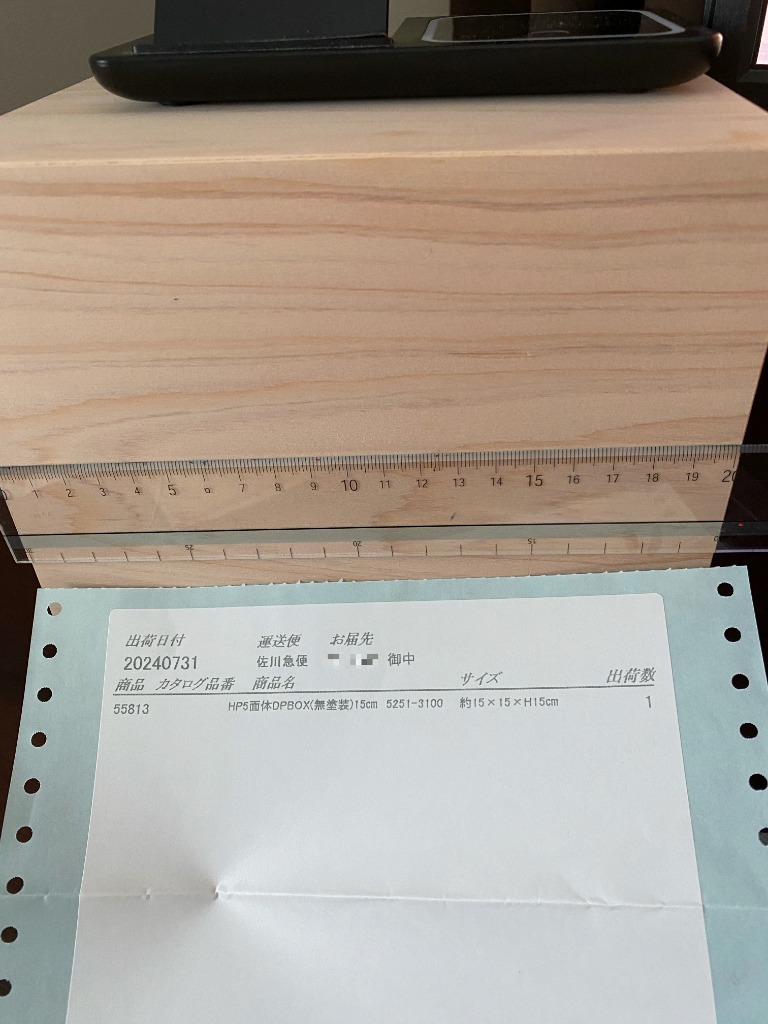 0 1 2 3 4 5 6 7 8 9 10 11 12 13 14 15 16 17 18 19 20
25 20 15
出荷日付 運送便 お届先
20240731 佐川急便 御中
商品 カタログ品番 商品名 サイズ 出荷数
55813 HP5面体DPBOX(無塗装)15cm 5251-3100 約15×15×H15cm 1